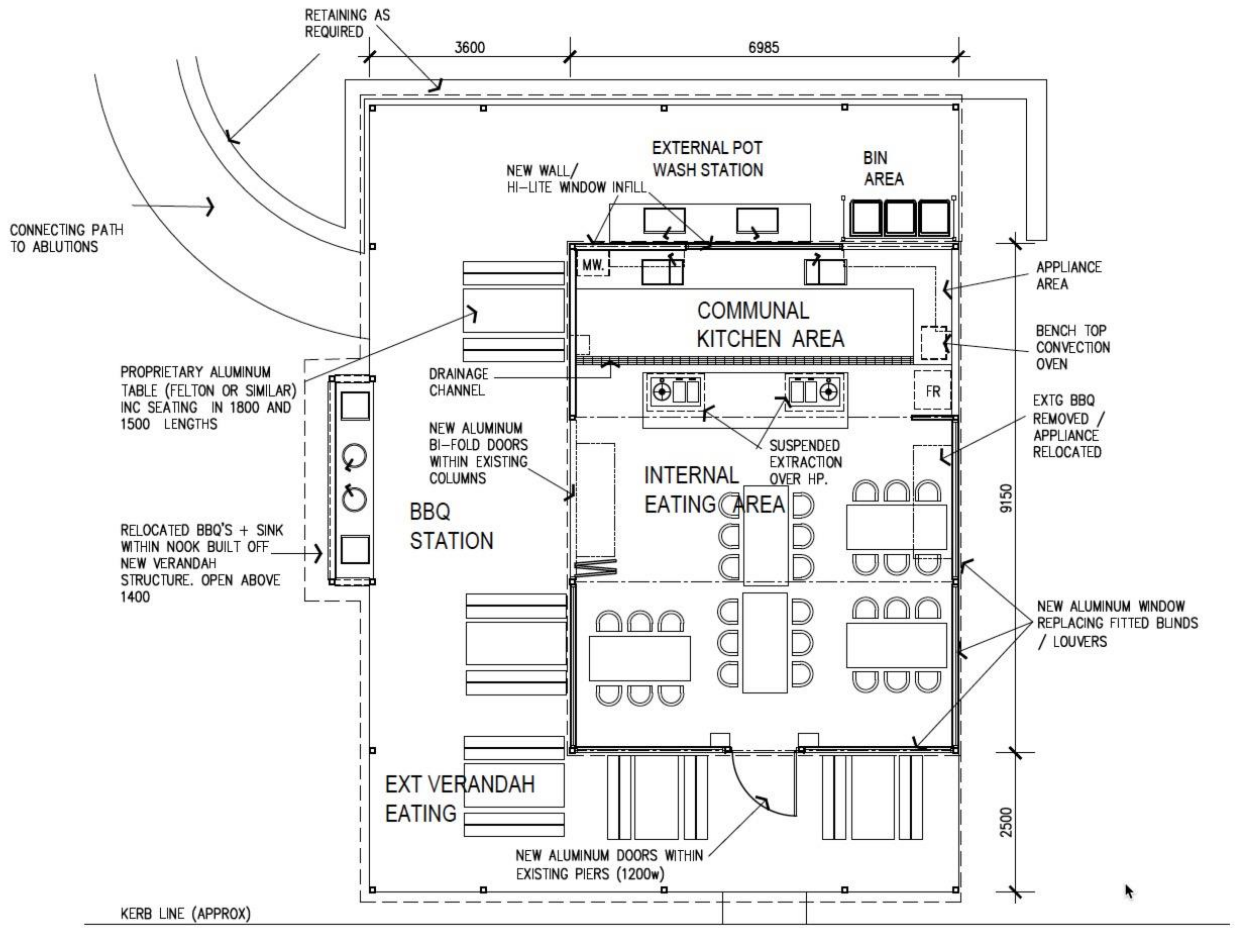 RETAINING AS
REQUIRED
3600
6985
EXTERNAL POT
WASH STATION
BIN
AREA
NEW WALL/
HI-LITE WINDOW INFILL
CONNECTING PATH
TO ABLUTIONS
MW.
APPLIANCE
AREA
COMMUNAL
KITCHEN AREA
BENCH TOP
CONVECTION
OVEN
PROPRIETARY ALUMINUM
TABLE (FELTON OR SIMILAR)
INC SEATING IN 1800 AND
1500 LENGTHS
DRAINAGE
CHANNEL
FR
EXTG BBQ
REMOVED /
APPLIANCE
RELOCATED
NEW ALUMINUM
BI-FOLD DOORS
WITHIN EXISTING
COLUMNS
SUSPENDED
EXTRACTION
OVER HP.
INTERNAL
EATING AREA
BBQ
STATION
9150
RELOCATED BBQ'S + SINK
WITHIN NOOK BUILT OFF
NEW VERANDAH
STRUCTURE. OPEN ABOVE
1400
NEW ALUMINUM WINDOW
REPLACING FITTED BLINDS
/ LOUVERS
EXT VERANDAH
EATING
2500
NEW ALUMINUM DOORS WITHIN
EXISTING PIERS (1200w)
KERB LINE (APPROX)